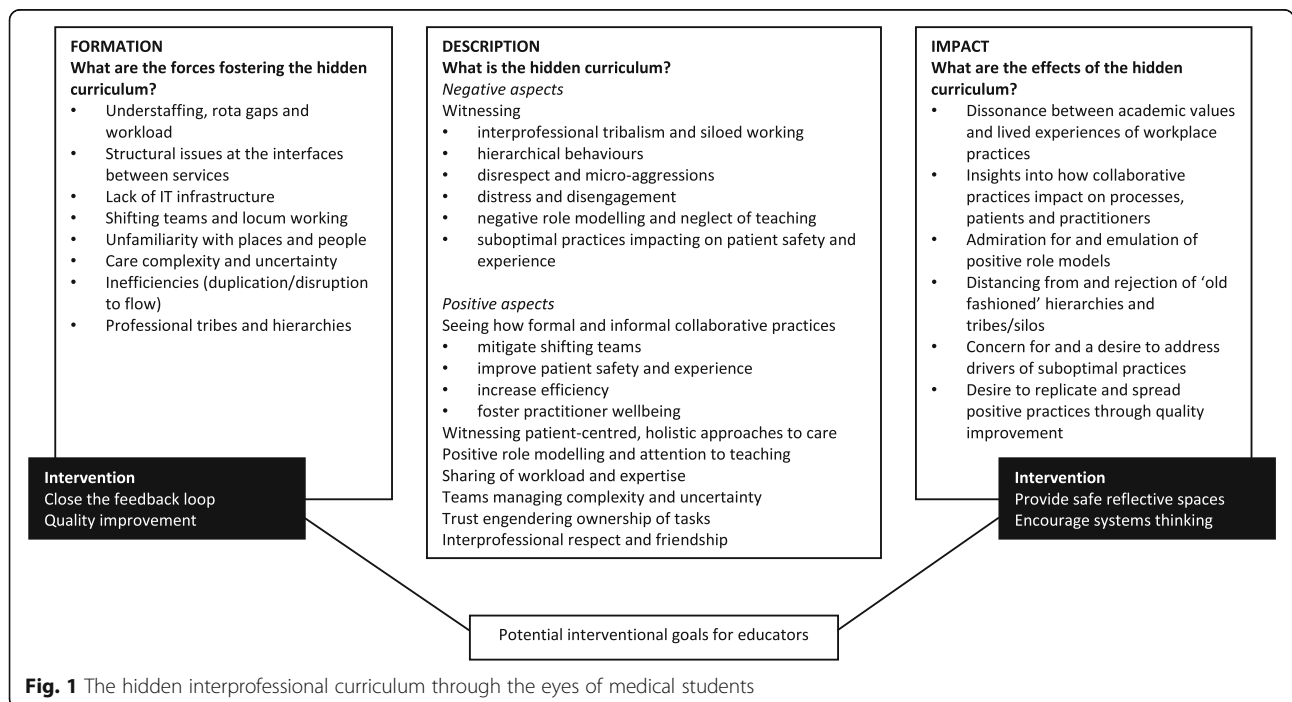 FORMATION
What are the forces fostering the hidden
curriculum?
• Understaffing, rota gaps and
workload
• Structural issues at the interfaces
between services
• Lack of IT infrastructure
• Shifting teams and locum working
• Unfamiliarity with places and people
• Care complexity and uncertainty
• Inefficiencies (duplication/disruption
to flow)
• Professional tribes and hierarchies
Intervention
Close the feedback loop
Quality improvement
DESCRIPTION
What is the hidden curriculum?
Negative aspects
Witnessing
• interprofessional tribalism and siloed working
• hierarchical behaviours
• disrespect and micro-aggressions
• distress and disengagement
• negative role modelling and neglect of teaching
• suboptimal practices impacting on patient safety and
experience
Positive aspects
Seeing how formal and informal collaborative practices
• mitigate shifting teams
• improve patient safety and experience
• increase efficiency
• foster practitioner wellbeing
Witnessing patient-centred, holistic approaches to care
Positive role modelling and attention to teaching
Sharing of workload and expertise
Teams managing complexity and uncertainty
Trust engendering ownership of tasks
Interprofessional respect and friendship
IMPACT
What are the effects of the hidden
curriculum?
• Dissonance between academic values
and lived experiences of workplace
practices
• Insights into how collaborative
practices impact on processes,
patients and practitioners
• Admiration for and emulation of
positive role models
• Distancing from and rejection of ‘old
fashioned’ hierarchies and
tribes/silos
• Concern for and a desire to address
drivers of suboptimal practices
• Desire to replicate and spread
positive practices through quality
improvement
Intervention
Provide safe reflective spaces
Encourage systems thinking
Potential interventional goals for educators
Fig. 1 The hidden interprofessional curriculum through the eyes of medical students